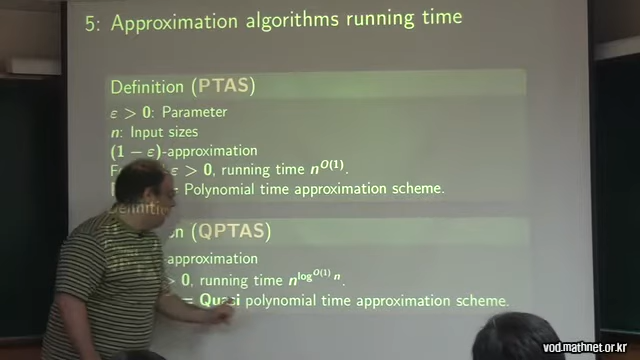 5: Approximation algorithms running time
Definition (PTAS)
ε > 0: Parameter
n: Input sizes
(1 − ε)-approximation
ε > 0, running time n^{O(1)}.
= Polynomial time approximation scheme.
Definitio
n (QPTAS)
-approximation
> 0, running time n^{log^{O(1)} n}.
= Quasi polynomial time approximation scheme.
vod.mathnet.or.kr